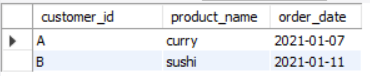 customer_id product_name order_date
A curry 2021-01-07
B sushi 2021-01-11